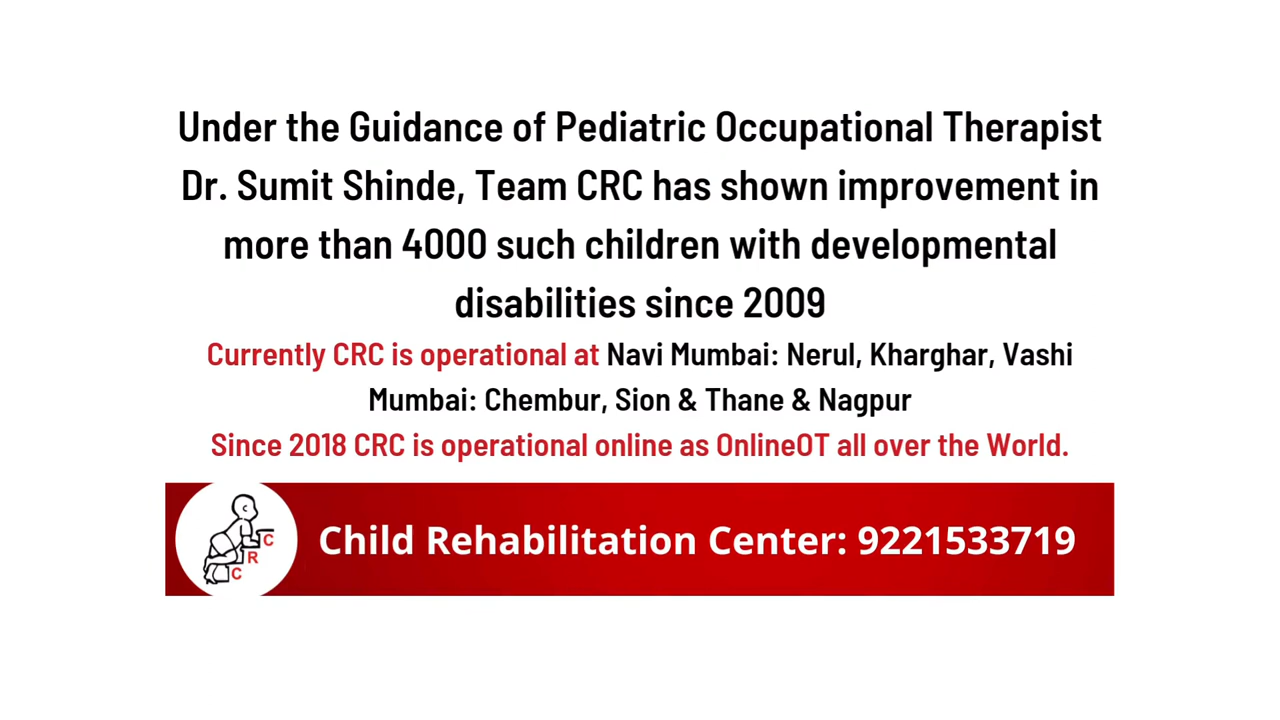 Under the Guidance of Pediatric Occupational Therapist
Dr. Sumit Shinde, Team CRC has shown improvement in
more than 4000 such children with developmental
disabilities since 2009
Currently CRC is operational at Navi Mumbai: Nerul, Kharghar, Vashi
Mumbai: Chembur, Sion & Thane & Nagpur
Since 2018 CRC is operational online as OnlineOT all over the World.
C
R
C
Child Rehabilitation Center: 9221533719